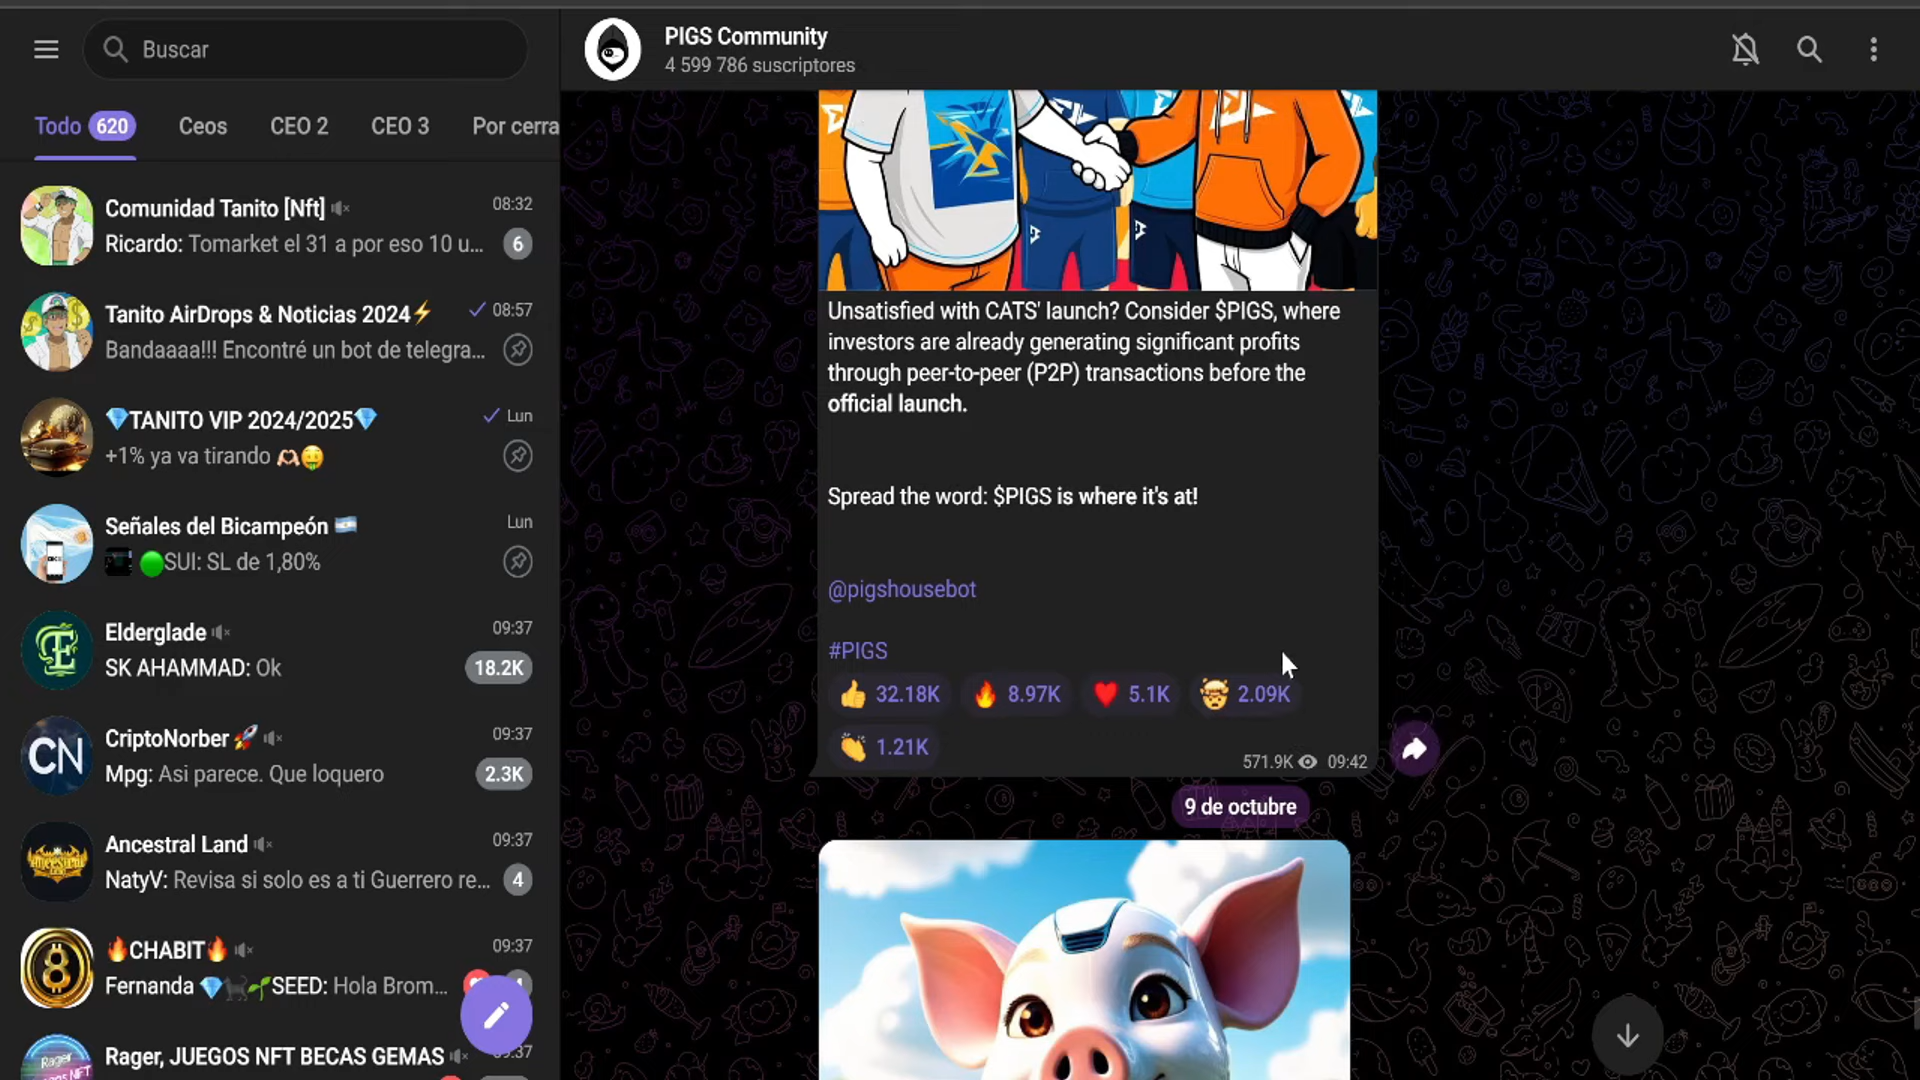 Buscar
Todo 620
Ceos
CEO 2
CEO 3
Por cerra
Comunidad Tanito [Nft] 08:32
Ricardo: Tomarket el 31 a por eso 10 u... 6
Tanito AirDrops & Noticias 2024⚡ 08:57
Bandaaaa!!! Encontré un bot de telegra...
💎TANITO VIP 2024/2025💎 Lun
+1% ya va tirando 🫶🏻🤑
Señales del Bicampeón 🇦🇷 Lun
🟢SUI: SL de 1,80%
Elderglade 09:37
SK AHAMMAD: Ok 18.2K
CN
CriptoNorber 🚀 09:37
Mpg: Asi parece. Que loquero 2.3K
Ancestral Land 09:37
NatyV: Revisa si solo es a ti Guerrero re... 4
🔥CHABIT🔥 09:37
Fernanda 💎🐈‍⬛🌱SEED: Hola Brom...
Rager, JUEGOS NFT BECAS GEMAS
PIGS Community
4 599 786 suscriptores
Unsatisfied with CATS' launch? Consider $PIGS, where
investors are already generating significant profits
through peer-to-peer (P2P) transactions before the
official launch.
Spread the word: $PIGS is where it's at!
@pigshousebot
#PIGS
👍 32.18K 🔥 8.97K ❤️ 5.1K 🤯 2.09K
👏 1.21K
571.9K 09:42
9 de octubre